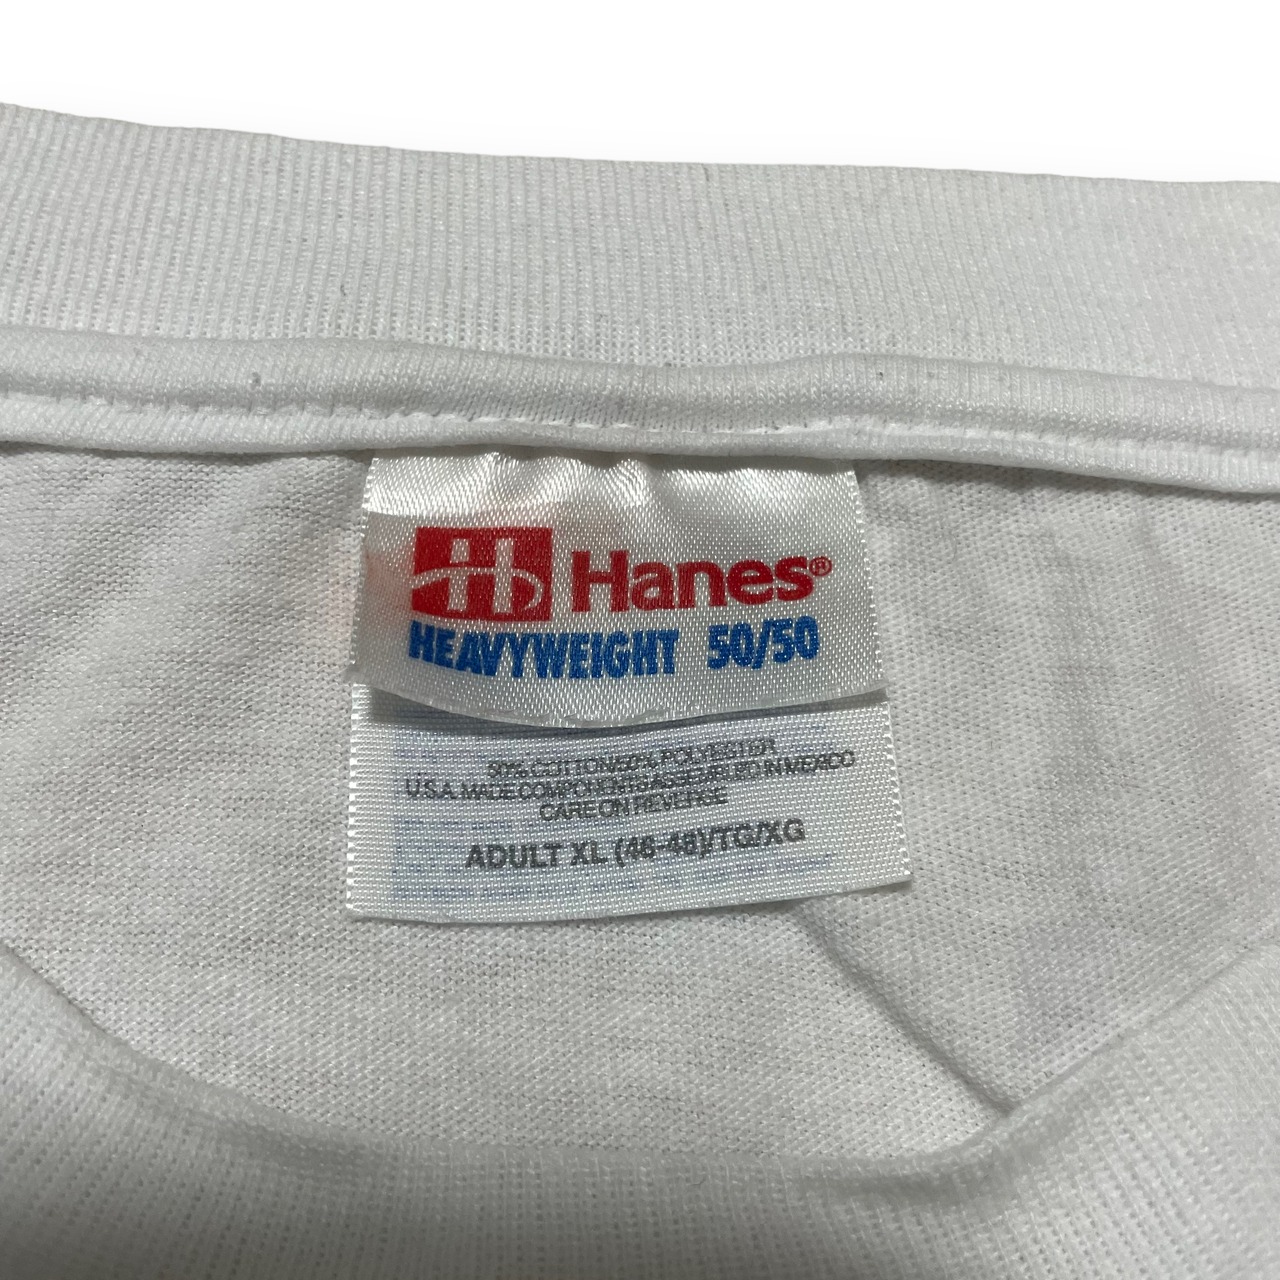 Hanes®
HEAVYWEIGHT 50/50
50% COTTON/50% POLYESTER
U.S.A. MADE COMPONENTS ASSEMBLED IN MEXICO
CARE ON REVERSE
ADULT XL (46-48)/TG/XG